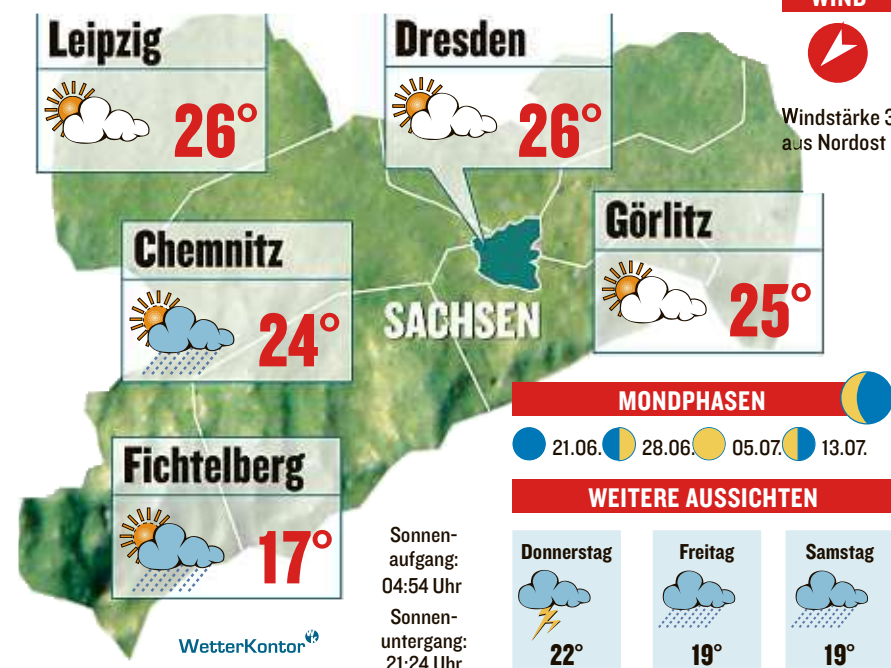 Leipzig
26°
Dresden
26°
WIND
Windstärke 3
aus Nordost
Chemnitz
24°
Görlitz
25°
SACHSEN
Fichtelberg
17°
MONDPHASEN
21.06. 28.06. 05.07. 13.07.
WEITERE AUSSICHTEN
Donnerstag
22°
Freitag
19°
Samstag
19°
Sonnen-
aufgang:
04:54 Uhr
Sonnen-
untergang:
21:24 Uhr
WetterKontor